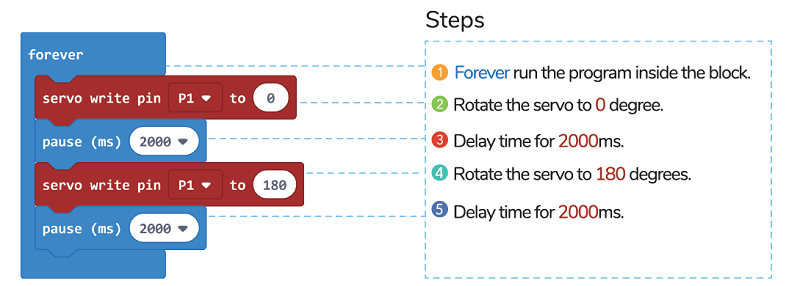 Steps
forever
servo write pin P1 to 0
pause (ms) 2000
servo write pin P1 to 180
pause (ms) 2000
1 Forever run the program inside the block.
2 Rotate the servo to 0 degree.
3 Delay time for 2000ms.
4 Rotate the servo to 180 degrees.
5 Delay time for 2000ms.